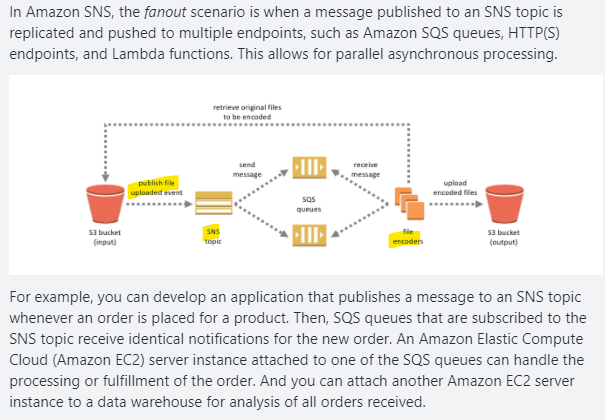 In Amazon SNS, the fanout scenario is when a message published to an SNS topic is
replicated and pushed to multiple endpoints, such as Amazon SQS queues, HTTP(S)
endpoints, and Lambda functions. This allows for parallel asynchronous processing.
retrieve original files
to be encoded
publish file
uploaded event
send
message
receive
message
upload
encoded files
SQS
queues
S3 bucket
(input)
SNS
topic
file
encoders
S3 bucket
(output)
For example, you can develop an application that publishes a message to an SNS topic
whenever an order is placed for a product. Then, SQS queues that are subscribed to the
SNS topic receive identical notifications for the new order. An Amazon Elastic Compute
Cloud (Amazon EC2) server instance attached to one of the SQS queues can handle the
processing or fulfillment of the order. And you can attach another Amazon EC2 server
instance to a data warehouse for analysis of all orders received.